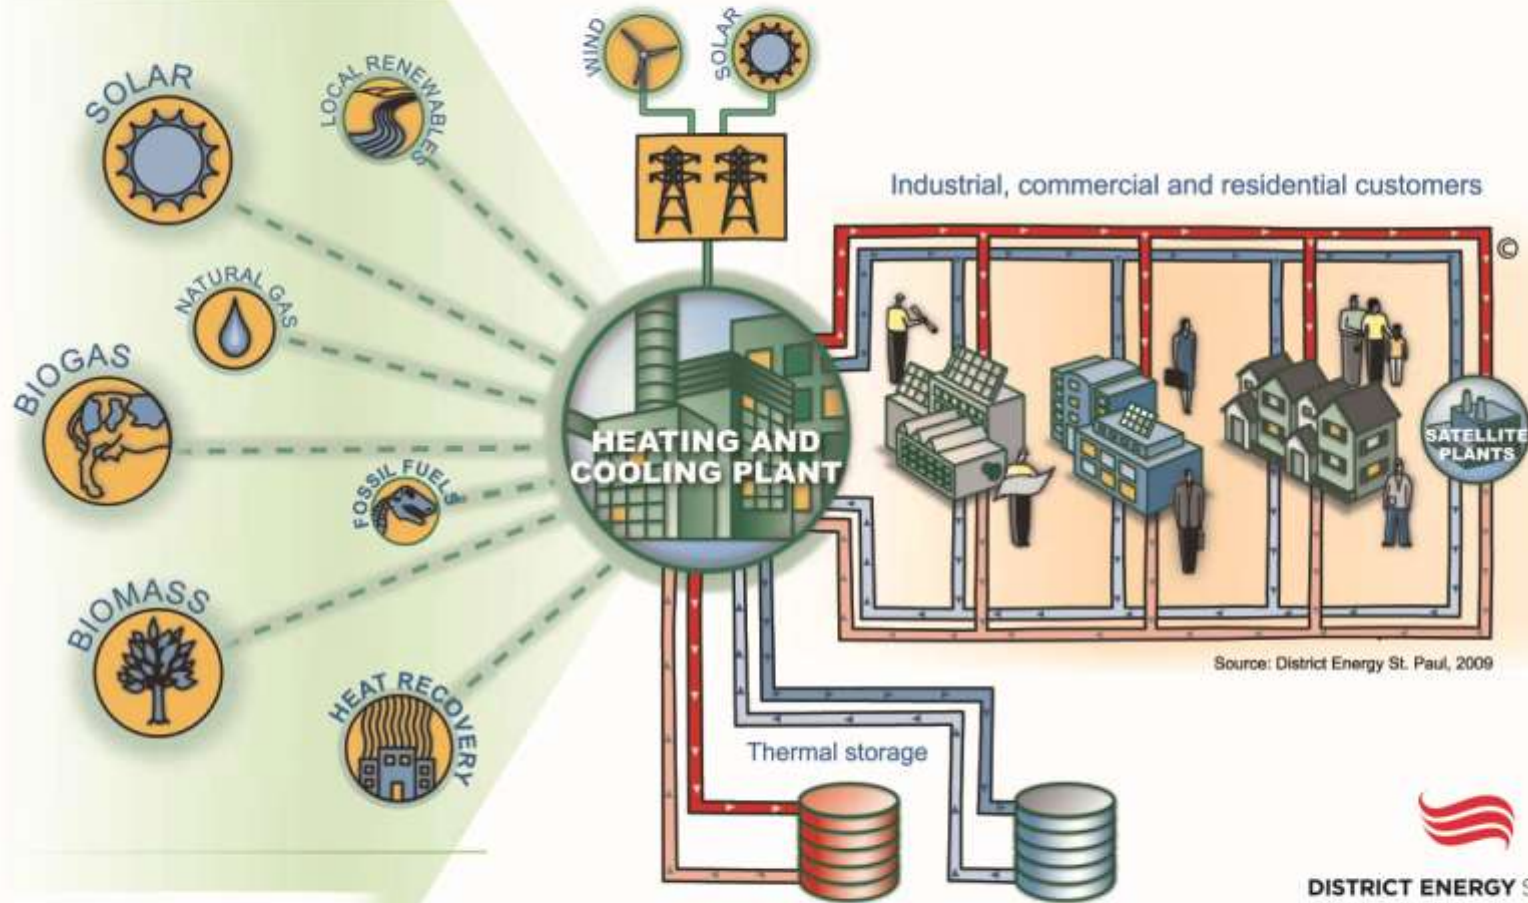 SOLAR
LOCAL RENEWABLES
NATURAL GAS
BIOGAS
FOSSIL FUELS
BIOMASS
HEAT RECOVERY
WIND
SOLAR
HEATING AND
COOLING PLANT
Industrial, commercial and residential customers
©
SATELLITE
PLANTS
Source: District Energy St. Paul, 2009
Thermal storage
DISTRICT ENERGY S